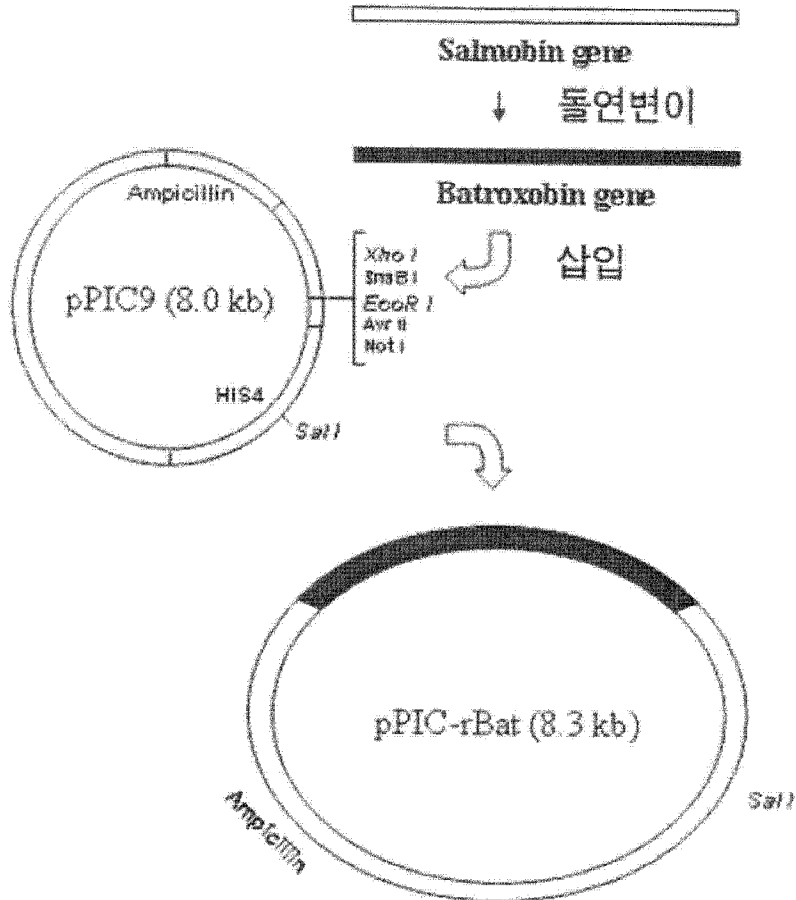 Salmobin gene
돌연변이
Batroxobin gene
삽입
Ampicillin
pPIC9 (8.0 kb)
Xho I
SnaB I
EcoR I
Avr II
Not I
HIS4
Sal I
pPIC-rBat (8.3 kb)
Ampicillin
Sal I